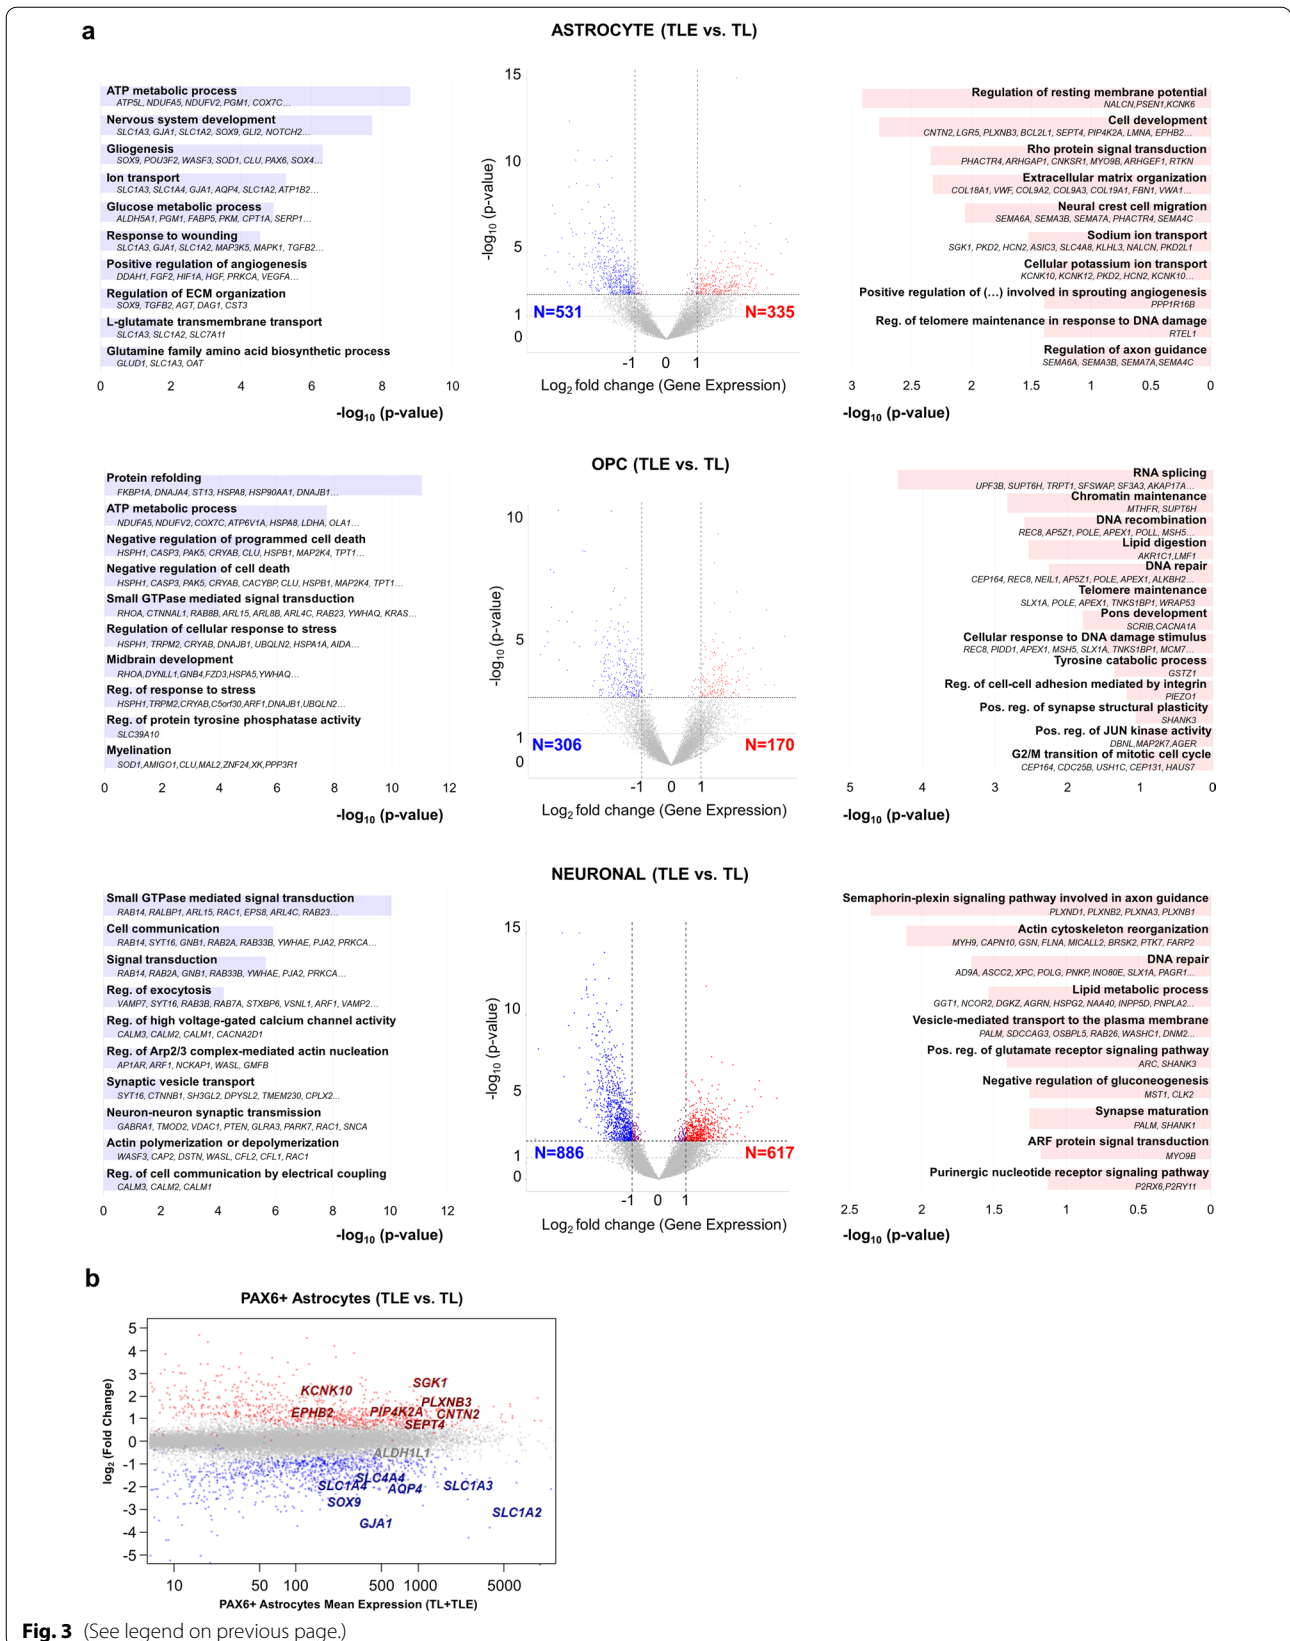 a
ASTROCYTE (TLE vs. TL)
ATP metabolic process
ATP5L, NDUFA5, NDUFV2, PGM1, COX7C...
Nervous system development
SLC1A3, GJA1, SLC1A2, SOX9, GLI2, NOTCH2...
Gliogenesis
SOX9, POU3F2, WASF3, SOD1, CLU, PAX6, SOX4...
Ion transport
SLC1A3, SLC1A4, GJA1, AQP4, SLC1A2, ATP1B2...
Glucose metabolic process
ALDH5A1, PGM1, FABP5, PKM, CPT1A, SERP1...
Response to wounding
SLC1A3, GJA1, SLC1A2, MAP3K5, MAPK1, TGFB2...
Positive regulation of angiogenesis
DDAH1, FGF2, HIF1A, HGF, PRKCA, VEGFA...
Regulation of ECM organization
SOX9, TGFB2, AGT, DAG1, CST3
L-glutamate transmembrane transport
SLC1A3, SLC1A2, SLC7A11
Glutamine family amino acid biosynthetic process
GLUD1, SLC1A3, OAT
0 2 4 6 8 10
-log10 (p-value)
15
10
5
1
0
-log10 (p-value)
N=531
N=335
-1 0 1
Log2 fold change (Gene Expression)
Regulation of resting membrane potential
NALCN,PSEN1,KCNK6
Cell development
CNTN2, LGR5, PLXNB3, BCL2L1, SEPT4, PIP4K2A, LMNA, EPHB2...
Rho protein signal transduction
PHACTR4, ARHGAP1, CNKSR1, MYO9B, ARHGEF1, RTKN
Extracellular matrix organization
COL18A1, VWF, COL9A2, COL9A3, COL19A1, FBN1, VWA1...
Neural crest cell migration
SEMA6A, SEMA3B, SEMA7A, PHACTR4, SEMA4C
Sodium ion transport
SGK1, PKD2, HCN2, ASIC3, SLC4A8, KLHL3, NALCN, PKD2L1
Cellular potassium ion transport
KCNK10, KCNK12, PKD2, HCN2, KCNK10...
Positive regulation of (...) involved in sprouting angiogenesis
PPP1R16B
Reg. of telomere maintenance in response to DNA damage
RTEL1
Regulation of axon guidance
SEMA6A, SEMA3B, SEMA7A,SEMA4C
3 2.5 2 1.5 1 0.5 0
-log10 (p-value)
OPC (TLE vs. TL)
Protein refolding
FKBP1A, DNAJA4, ST13, HSPA8, HSP90AA1, DNAJB1...
ATP metabolic process
NDUFA5, NDUFV2, COX7C, ATP6V1A, HSPA8, LDHA, OLA1...
Negative regulation of programmed cell death
HSPH1, CASP3, PAK5, CRYAB, CLU, HSPB1, MAP2K4, TPT1...
Negative regulation of cell death
HSPH1, CASP3, PAK5, CRYAB, CACYBP, CLU, HSPB1, MAP2K4, TPT1...
Small GTPase mediated signal transduction
RHOA, CTNNAL1, RAB8B, ARL15, ARL8B, ARL4C, RAB23, YWHAQ, KRAS...
Regulation of cellular response to stress
HSPH1, TRPM2, CRYAB, DNAJB1, UBQLN2, HSPA1A, AIDA...
Midbrain development
RHOA,DYNLL1,GNB4,FZD3,HSPA5,YWHAQ...
Reg. of response to stress
HSPH1,TRPM2,CRYAB,C5orf30,ARF1,DNAJB1,UBQLN2...
Reg. of protein tyrosine phosphatase activity
SLC39A10
Myelination
SOD1,AMIGO1,CLU,MAL2,ZNF24,XK,PPP3R1
0 2 4 6 8 10 12
-log10 (p-value)
10
5
1
0
-log10 (p-value)
N=306
N=170
-1 0 1
Log2 fold change (Gene Expression)
RNA splicing
UPF3B, SUPT6H, TRPT1, SFSWAP, SF3A3, AKAP17A...
Chromatin maintenance
MTHFR, SUPT6H
DNA recombination
REC8, AP5Z1, POLE, APEX1, POLL, MSH5...
Lipid digestion
AKR1C1,LMF1
DNA repair
CEP164, REC8, NEIL1, AP5Z1, POLE, APEX1, ALKBH2...
Telomere maintenance
SLX1A, POLE, APEX1, TNKS1BP1, WRAP53
Pons development
SCRIB,CACNA1A
Cellular response to DNA damage stimulus
REC8, PIDD1, APEX1, MSH5, SLX1A, TNKS1BP1, MCM7...
Tyrosine catabolic process
GSTZ1
Reg. of cell-cell adhesion mediated by integrin
PIEZO1
Pos. reg. of synapse structural plasticity
SHANK3
Pos. reg. of JUN kinase activity
DBNL,MAP2K7,AGER
G2/M transition of mitotic cell cycle
CEP164, CDC25B, USH1C, CEP131, HAUS7
5 4 3 2 1 0
-log10 (p-value)
NEURONAL (TLE vs. TL)
Small GTPase mediated signal transduction
RAB14, RALBP1, ARL15, RAC1, EPS8, ARL4C, RAB23...
Cell communication
RAB14, SYT16, GNB1, RAB2A, RAB33B, YWHAE, PJA2, PRKCA...
Signal transduction
RAB14, RAB2A, GNB1, RAB33B, YWHAE, PJA2, PRKCA...
Reg. of exocytosis
VAMP7, SYT16, RAB3B, RAB7A, STXBP6, VSNL1, ARF1, VAMP2...
Reg. of high voltage-gated calcium channel activity
CALM3, CALM2, CALM1, CACNA2D1
Reg. of Arp2/3 complex-mediated actin nucleation
AP1AR, ARF1, NCKAP1, WASL, GMFB
Synaptic vesicle transport
SYT16, CTNNB1, SH3GL2, DPYSL2, TMEM230, CPLX2...
Neuron-neuron synaptic transmission
GABRA1, TMOD2, VDAC1, PTEN, GLRA3, PARK7, RAC1, SNCA
Actin polymerization or depolymerization
WASF3, CAP2, DSTN, WASL, CFL2, CFL1, RAC1
Reg. of cell communication by electrical coupling
CALM3, CALM2, CALM1
0 2 4 6 8 10 12
-log10 (p-value)
15
10
5
1
0
-log10 (p-value)
N=886
N=617
-1 0 1
Log2 fold change (Gene Expression)
Semaphorin-plexin signaling pathway involved in axon guidance
PLXND1, PLXNB2, PLXNA3, PLXNB1
Actin cytoskeleton reorganization
MYH9, CAPN10, GSN, FLNA, MICALL2, BRSK2, PTK7, FARP2
DNA repair
AD9A, ASCC2, XPC, POLG, PNKP, INO80E, SLX1A, PAGR1...
Lipid metabolic process
GGT1, NCOR2, DGKZ, AGRN, HSPG2, NAA40, INPP5D, PNPLA2...
Vesicle-mediated transport to the plasma membrane
PALM, SDCCAG3, OSBPL5, RAB26, WASHC1, DNM2...
Pos. reg. of glutamate receptor signaling pathway
ARC, SHANK3
Negative regulation of gluconeogenesis
MST1, CLK2
Synapse maturation
PALM, SHANK1
ARF protein signal transduction
MYO9B
Purinergic nucleotide receptor signaling pathway
P2RX6,P2RY11
2.5 2 1.5 1 0.5 0
-log10 (p-value)
b
PAX6+ Astrocytes (TLE vs. TL)
5
4
3
2
1
0
-1
-2
-3
-4
-5
log2 (Fold Change)
SGK1
KCNK10
PLXNB3
EPHB2
PIP4K2A
CNTN2
SEPT4
ALDH1L1
SLC4A4
SLC1A4
AQP4
SLC1A3
SOX9
SLC1A2
GJA1
10 50 100 500 1000 5000
PAX6+ Astrocytes Mean Expression (TL+TLE)
Fig. 3 (See legend on previous page.)